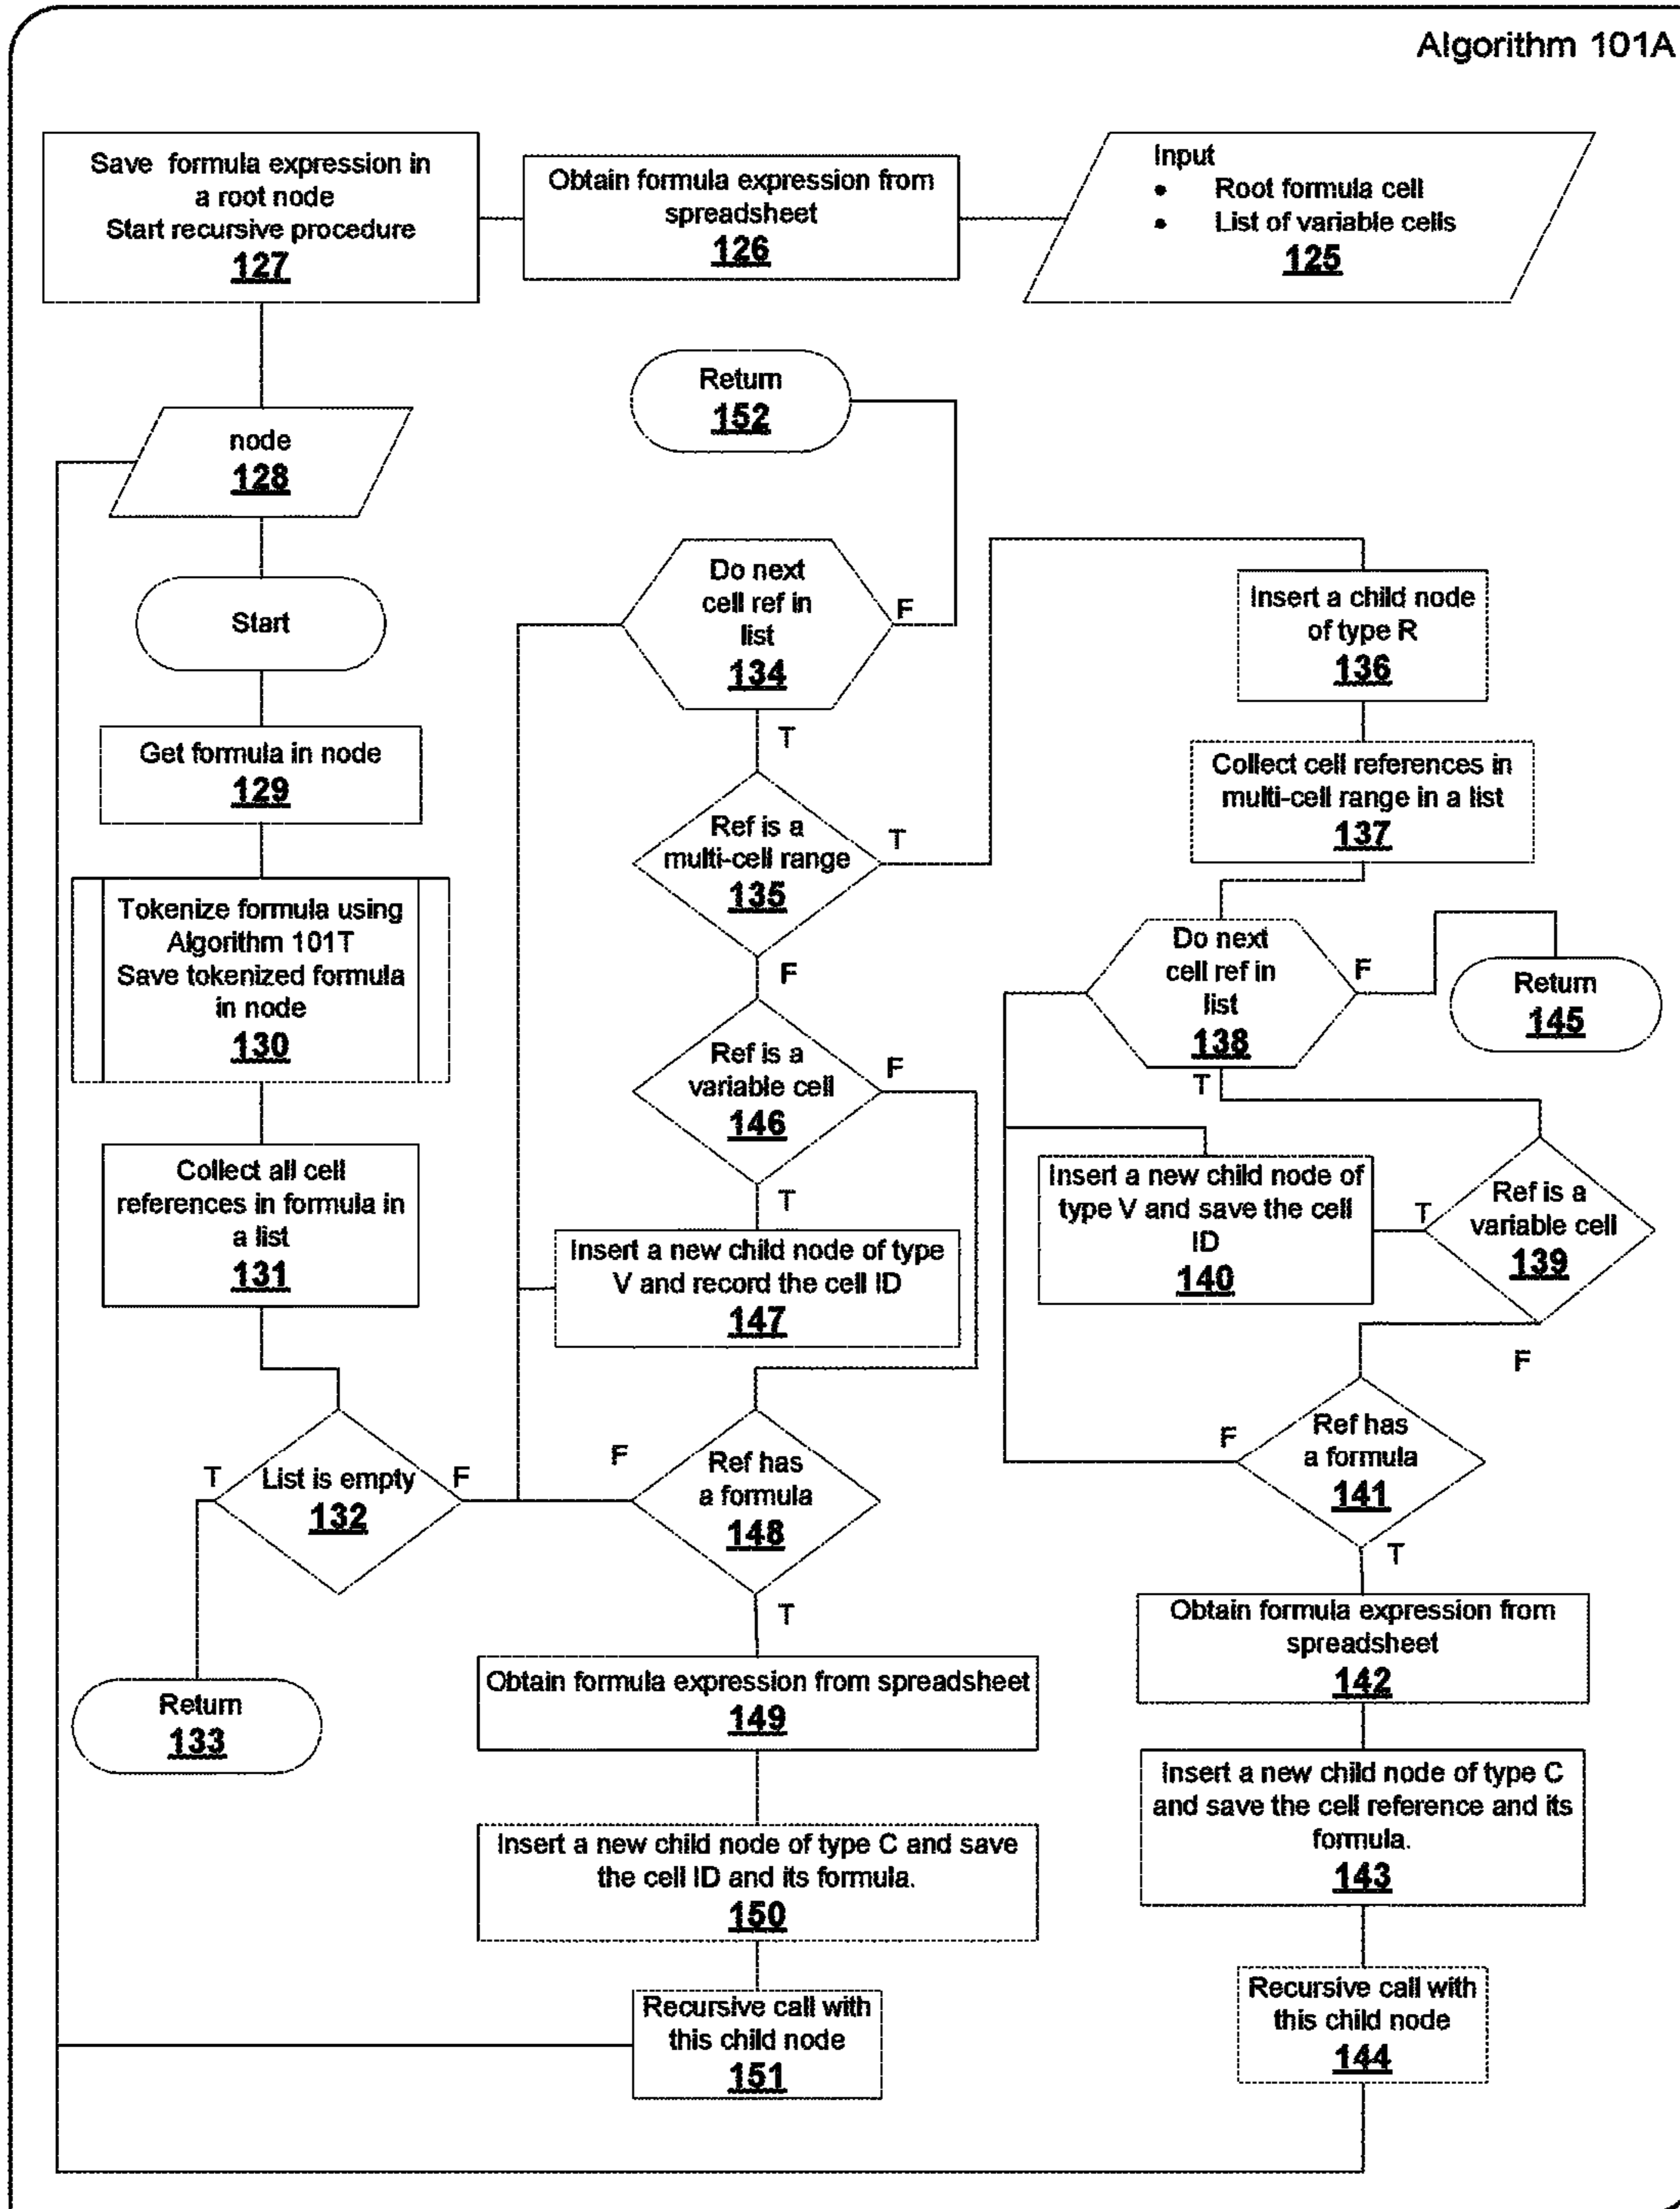 Algorithm 101A
Save formula expression in
a root node
Start recursive procedure
127
Obtain formula expression from
spreadsheet
126
Input
• Root formula cell
• List of variable cells
125
node
128
Start
Get formula in node
129
Tokenize formula using
Algorithm 101T
Save tokenized formula
in node
130
Collect all cell
references in formula in
a list
131
T
List is empty
132
F
Return
133
Return
152
Do next
cell ref in
list
134
F
T
Ref is a
multi-cell range
135
T
F
Ref is a
variable cell
146
F
T
Insert a new child node of type
V and record the cell ID
147
F
Ref has
a formula
148
T
Obtain formula expression from spreadsheet
149
Insert a new child node of type C and save
the cell ID and its formula.
150
Recursive call with
this child node
151
Insert a child node
of type R
136
Collect cell references in
multi-cell range in a list
137
Do next
cell ref in
list
138
F
Return
145
T
Insert a new child node of
type V and save the cell
ID
140
T
Ref is a
variable cell
139
F
F
Ref has
a formula
141
T
Obtain formula expression from
spreadsheet
142
Insert a new child node of type C
and save the cell reference and its
formula.
143
Recursive call with
this child node
144